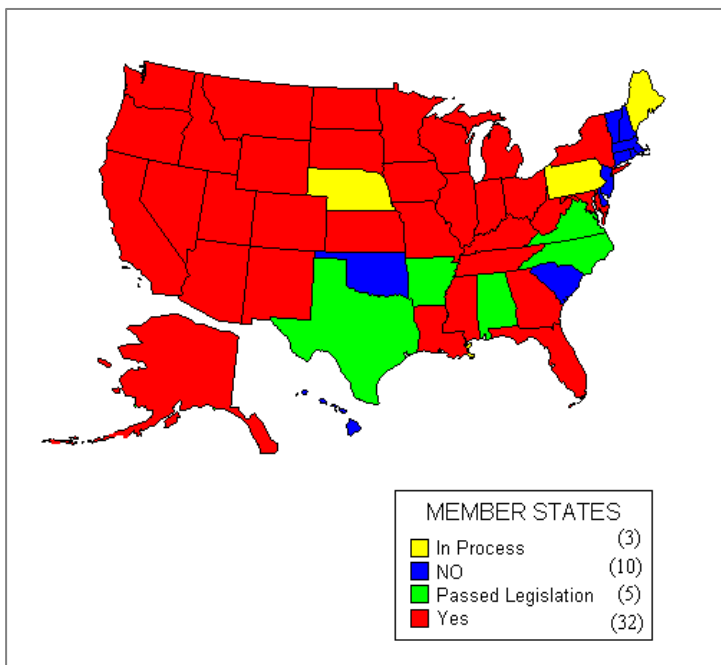 MEMBER STATES
In Process (3)
NO (10)
Passed Legislation (5)
Yes (32)